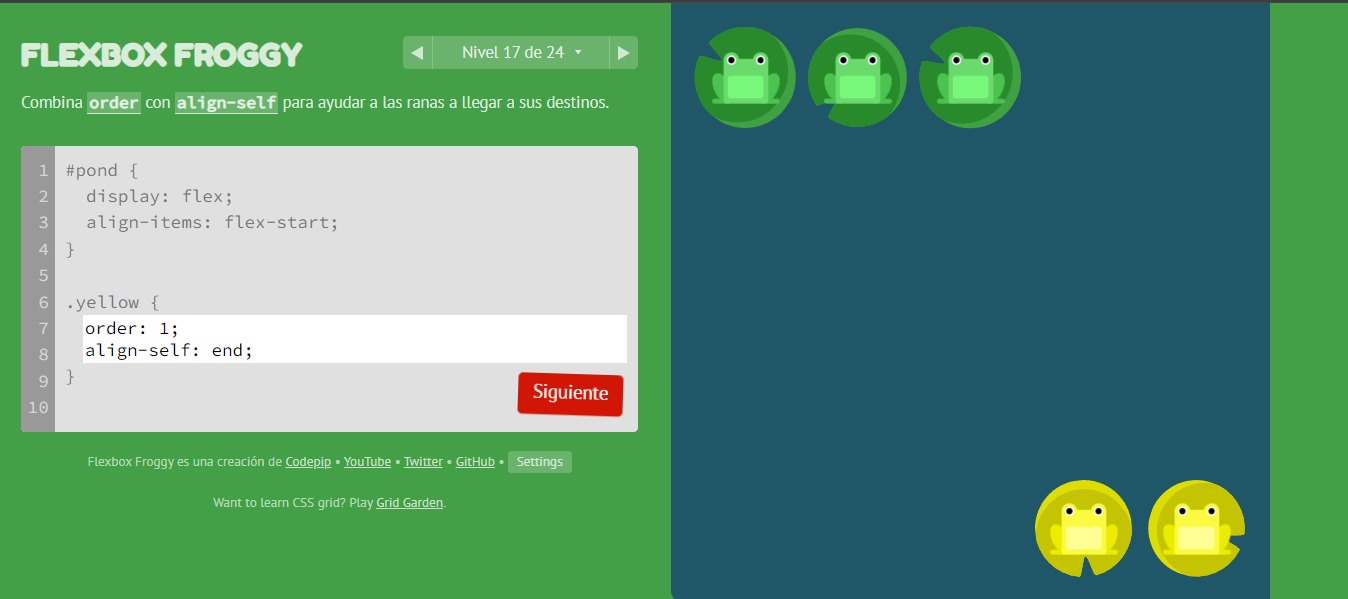 FLEXBOX FROGGY
Nivel 17 de 24
Combina order con align-self para ayudar a las ranas a llegar a sus destinos.
1 #pond {
2 display: flex;
3 align-items: flex-start;
4 }
5
6 .yellow {
7 order: 1;
8 align-self: end;
9 }
10
Siguiente
Flexbox Froggy es una creación de Codepip • YouTube • Twitter • GitHub • Settings
Want to learn CSS grid? Play Grid Garden.